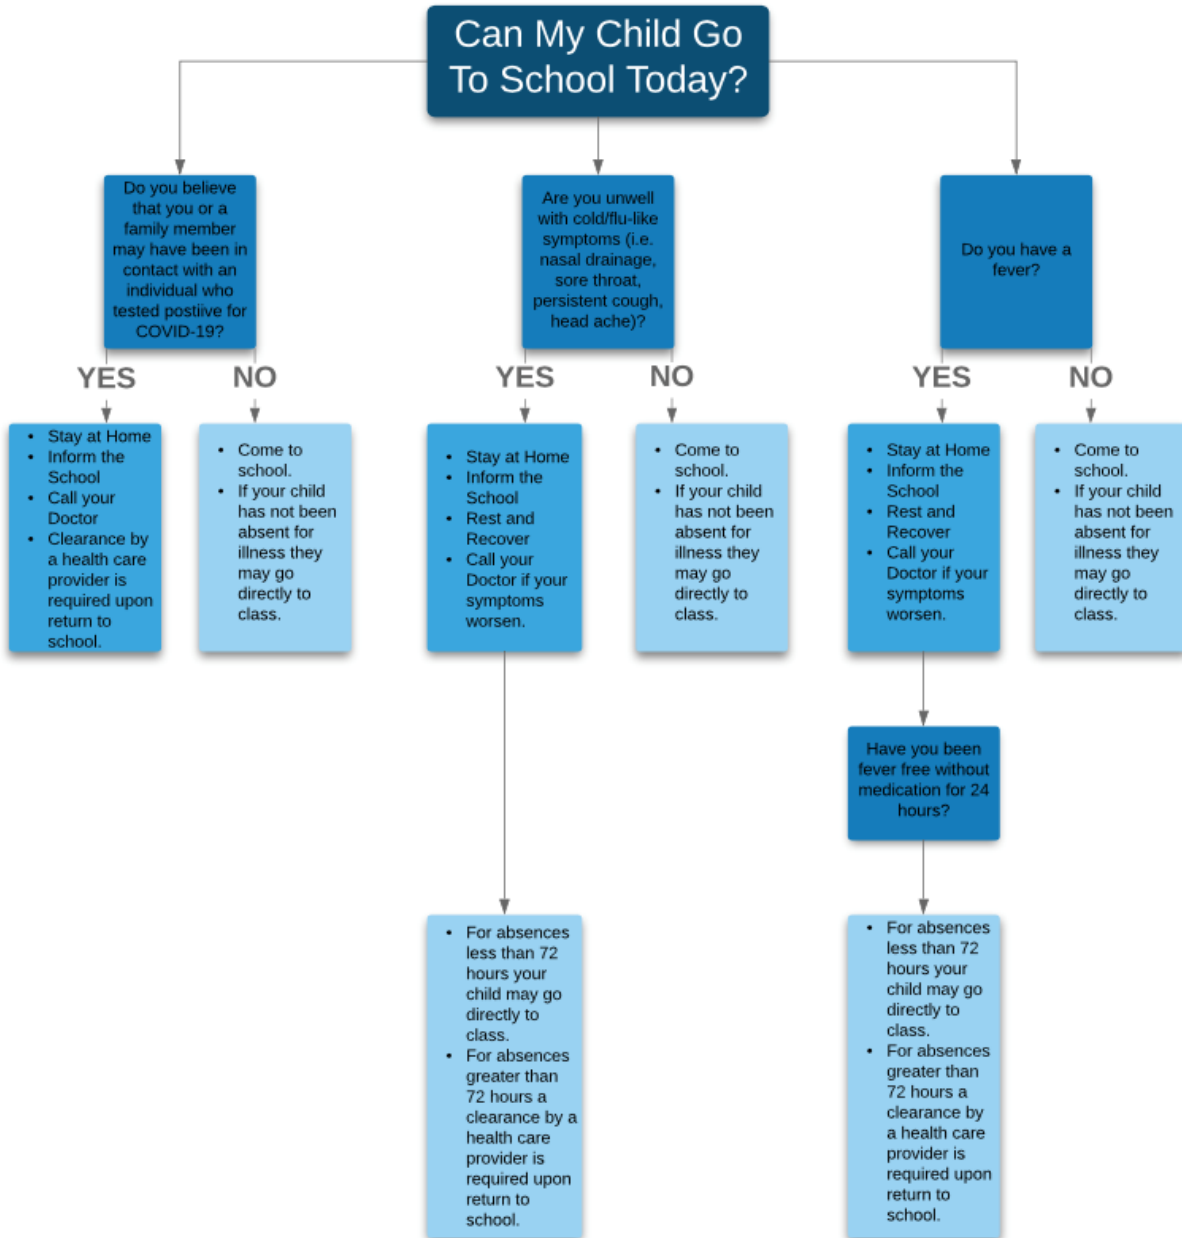 Can My Child Go
To School Today?
Do you believe
that you or a
family member
may have been in
contact with an
individual who
tested postiive for
COVID-19?
YES
NO
• Stay at Home
• Inform the
School
• Call your
Doctor
• Clearance by
a health care
provider is
required upon
return to
school.
• Come to
school.
• If your child
has not been
absent for
illness they
may go
directly to
class.
Are you unwell
with cold/flu-like
symptoms (i.e.
nasal drainage,
sore throat,
persistent cough,
head ache)?
YES
NO
• Stay at Home
• Inform the
School
• Rest and
Recover
• Call your
Doctor if your
symptoms
worsen.
• Come to
school.
• If your child
has not been
absent for
illness they
may go
directly to
class.
• For absences
less than 72
hours your
child may go
directly to
class.
• For absences
greater than
72 hours a
clearance by a
health care
provider is
required upon
return to
school.
Do you have a
fever?
YES
NO
• Stay at Home
• Inform the
School
• Rest and
Recover
• Call your
Doctor if your
symptoms
worsen.
• Come to
school.
• If your child
has not been
absent for
illness they
may go
directly to
class.
Have you been
fever free without
medication for 24
hours?
• For absences
less than 72
hours your
child may go
directly to
class.
• For absences
greater than
72 hours a
clearance by
a health care
provider is
required upon
return to
school.